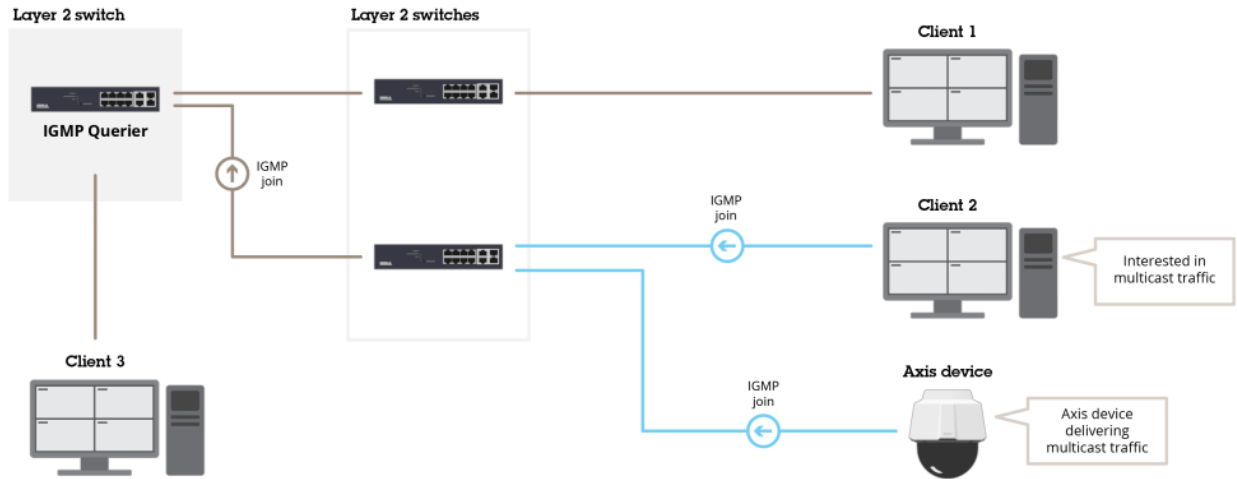 Layer 2 switch
Layer 2 switches
Client 1
IGMP Querier
IGMP
join
IGMP
join
Client 2
Interested in
multicast traffic
Client 3
IGMP
join
Axis device
Axis device
delivering
multicast traffic